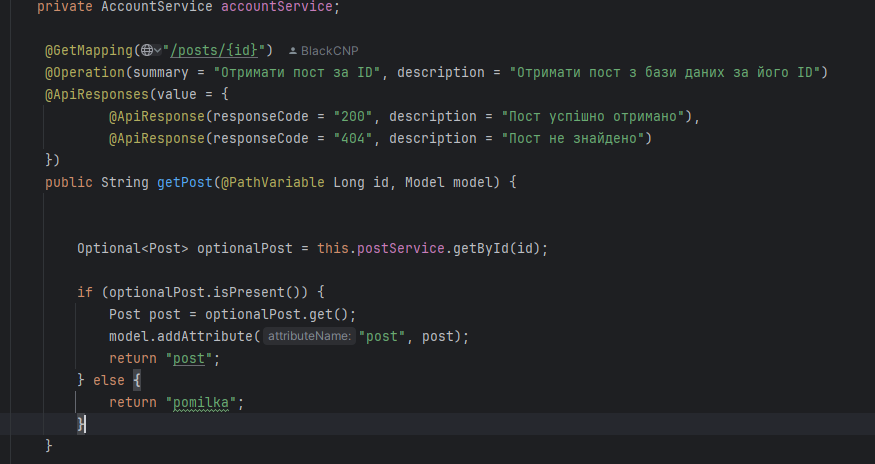 private AccountService accountService;
@GetMapping("/posts/{id}") BlackCNP
@Operation(summary = "Отримати пост за ID", description = "Отримати пост з бази даних за його ID")
@ApiResponses(value = {
@ApiResponse(responseCode = "200", description = "Пост успішно отримано"),
@ApiResponse(responseCode = "404", description = "Пост не знайдено")
})
public String getPost(@PathVariable Long id, Model model) {
Optional<Post> optionalPost = this.postService.getById(id);
if (optionalPost.isPresent()) {
Post post = optionalPost.get();
model.addAttribute( attributeName: "post", post);
return "post";
} else {
return "pomilka";
}
}